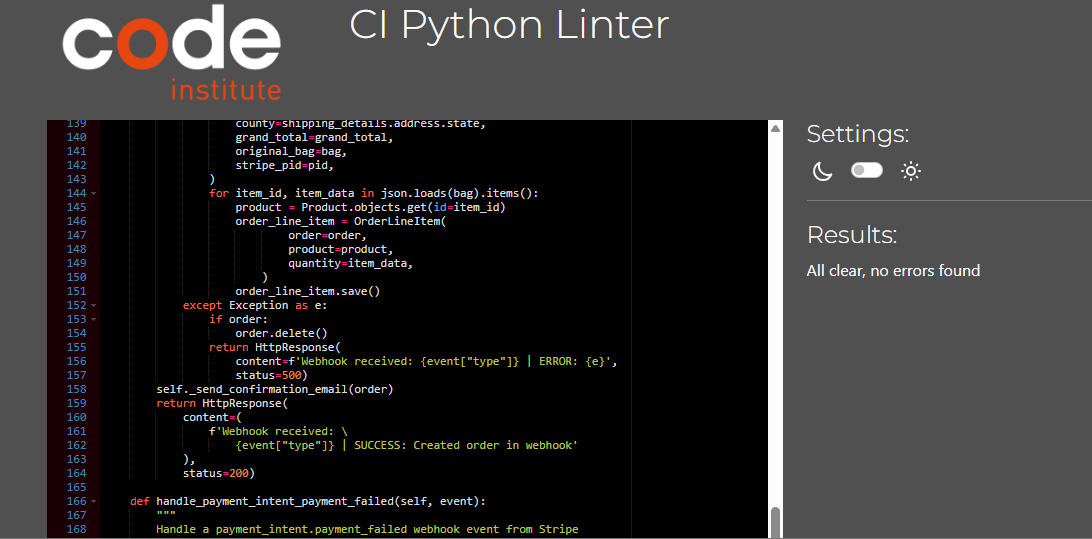 code
institute
CI Python Linter
139 county=shipping_details.address.state,
140 grand_total=grand_total,
141 original_bag=bag,
142 stripe_pid=pid,
143 )
144 for item_id, item_data in json.loads(bag).items():
145 product = Product.objects.get(id=item_id)
146 order_line_item = OrderLineItem(
147 order=order,
148 product=product,
149 quantity=item_data,
150 )
151 order_line_item.save()
152 except Exception as e:
153 if order:
154 order.delete()
155 return HttpResponse(
156 content=f'Webhook received: {event["type"]} | ERROR: {e}',
157 status=500)
158 self._send_confirmation_email(order)
159 return HttpResponse(
160 content=(
161 f'Webhook received: \
162 {event["type"]} | SUCCESS: Created order in webhook'
163 ),
164 status=200)
165
166 def handle_payment_intent_payment_failed(self, event):
167 """
168 Handle a payment_intent.payment_failed webhook event from Stripe
Settings:
Results:
All clear, no errors found